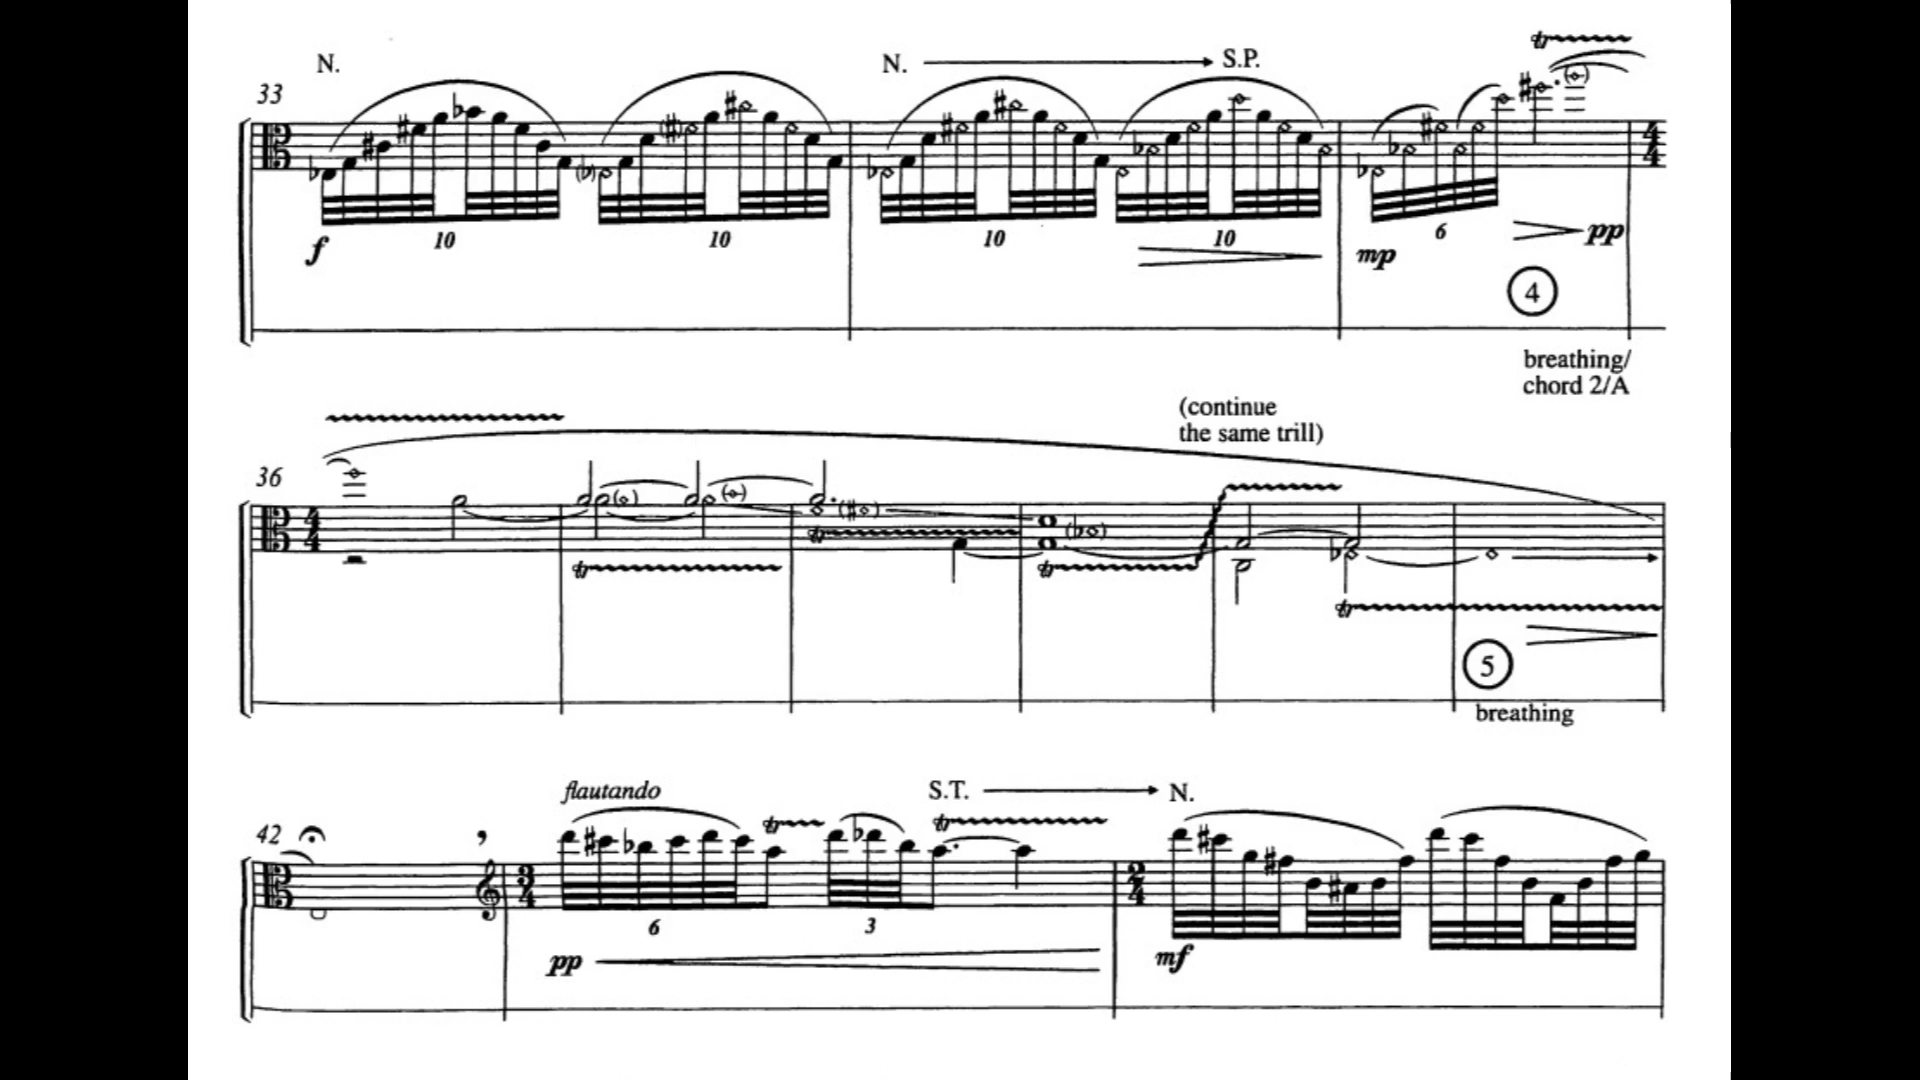 N. N. S.P. tr
33
4 4
10 10 10 10 6
f mp pp
4
breathing/
chord 2/A
(continue
the same trill)
36
4 4
tr tr tr tr
5
breathing
flautando S.T. N.
42 ,
tr tr
3 4 2 4
6 3
pp mf